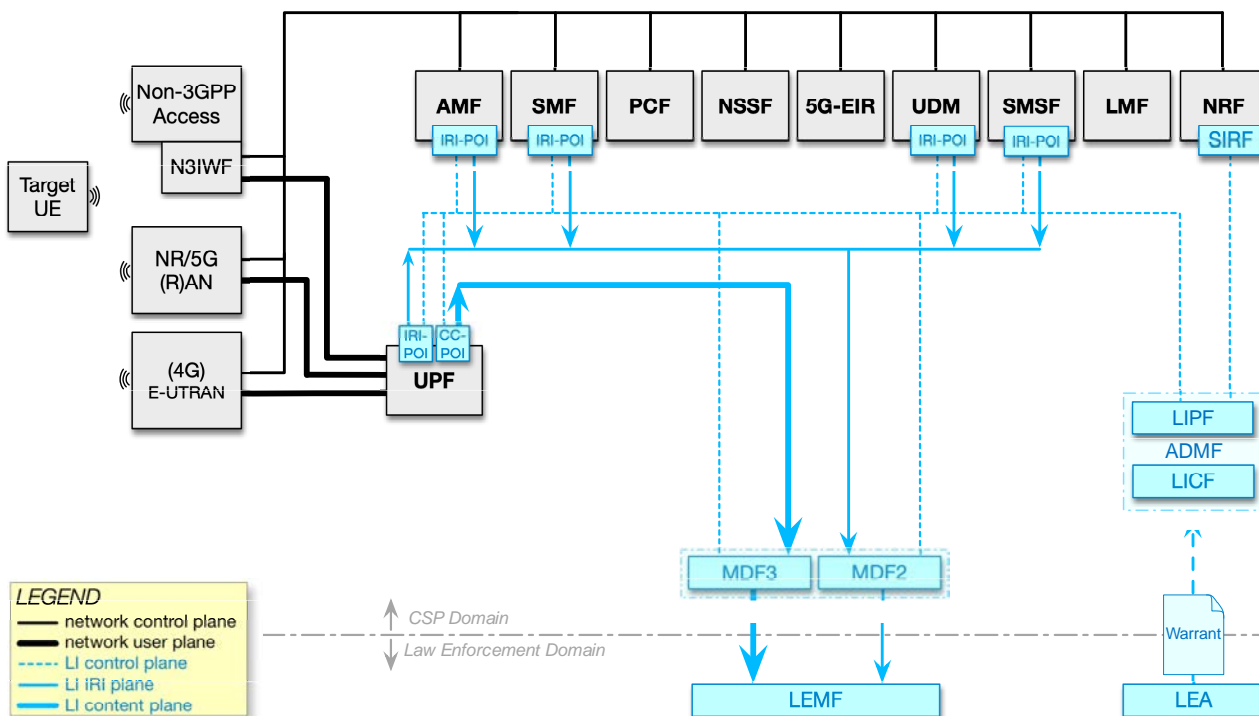 Non-3GPP
Access
N3IWF
Target
UE
NR/5G
(R)AN
(4G)
E-UTRAN
AMF
IRI-POI
SMF
IRI-POI
PCF
NSSF
5G-EIR
UDM
IRI-POI
SMSF
IRI-POI
LMF
NRF
SIRF
IRI-
POI
CC-
POI
UPF
LIPF
ADMF
LICF
MDF3
MDF2
LEGEND
network control plane
network user plane
LI control plane
LI IRI plane
LI content plane
CSP Domain
Law Enforcement Domain
Warrant
LEMF
LEA